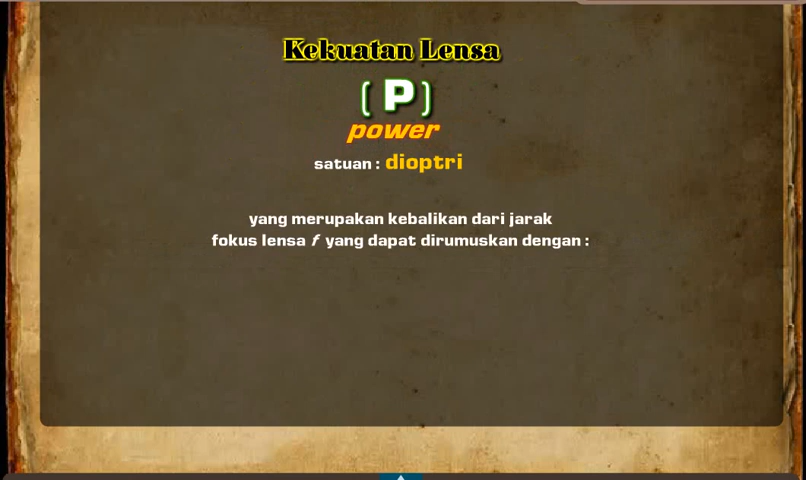 Kekuatan Lensa
( P )
power
satuan : dioptri
yang merupakan kebalikan dari jarak
fokus lensa f yang dapat dirumuskan dengan :